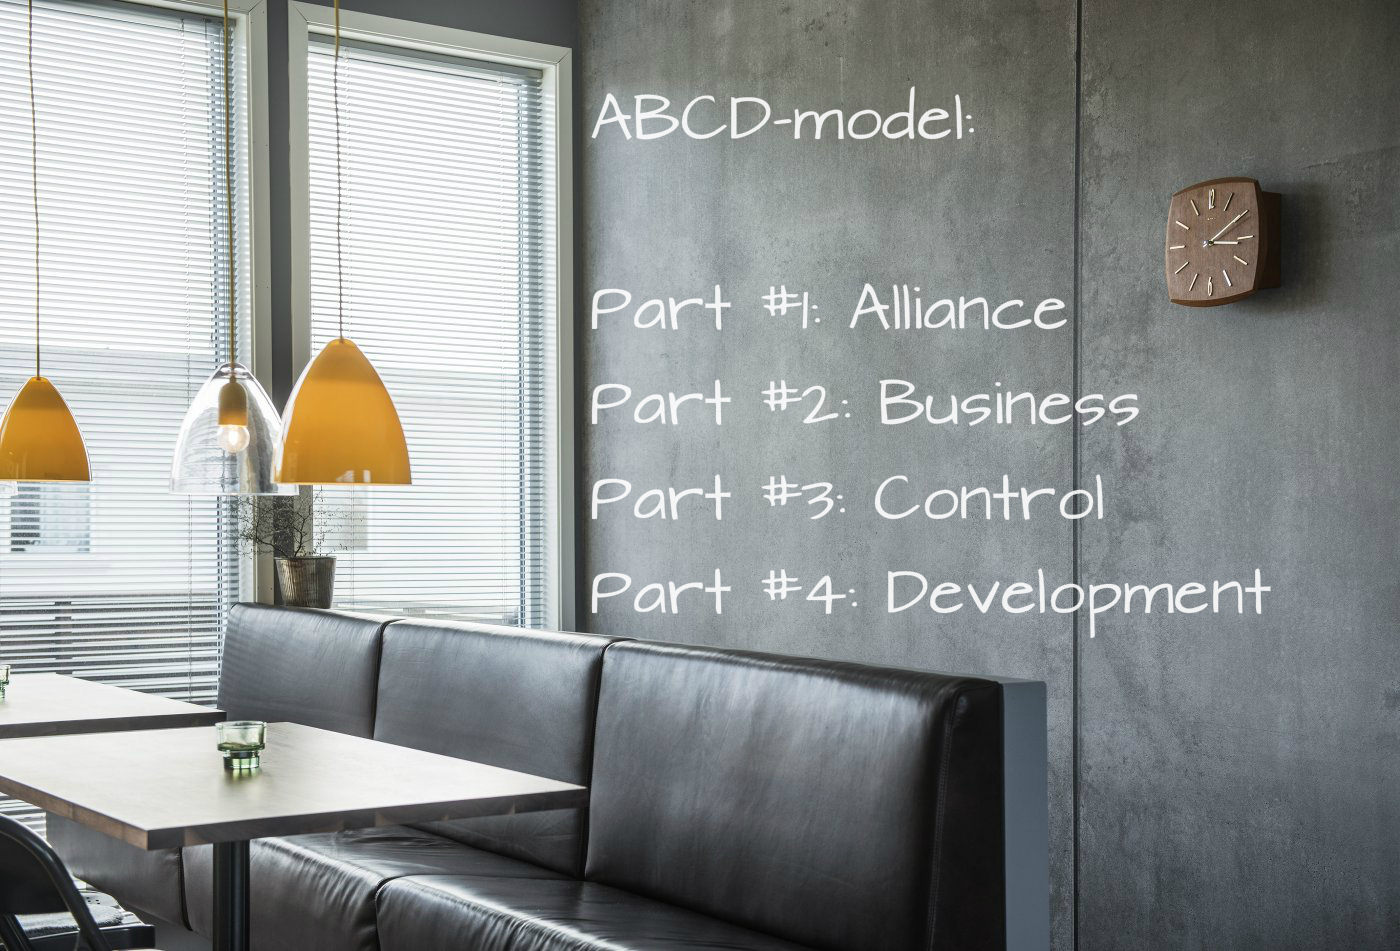 ABCD-model:
Part #1: Alliance
Part #2: Business
Part #3: Control
Part #4: Development